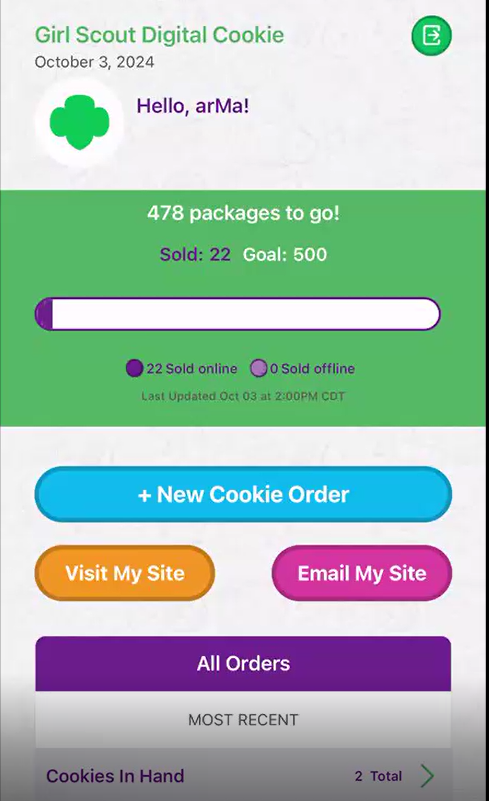 Girl Scout Digital Cookie
October 3, 2024
Hello, arMa!
478 packages to go!
Sold: 22 Goal: 500
22 Sold online 0 Sold offline
Last Updated Oct 03 at 2:00PM CDT
+ New Cookie Order
Visit My Site Email My Site
All Orders
MOST RECENT
Cookies In Hand 2 Total